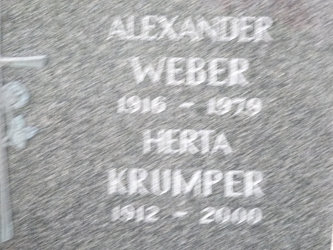 ALEXANDER
WEBER
1916 - 1979
HERTA
KRUMPER
1912 - 2000